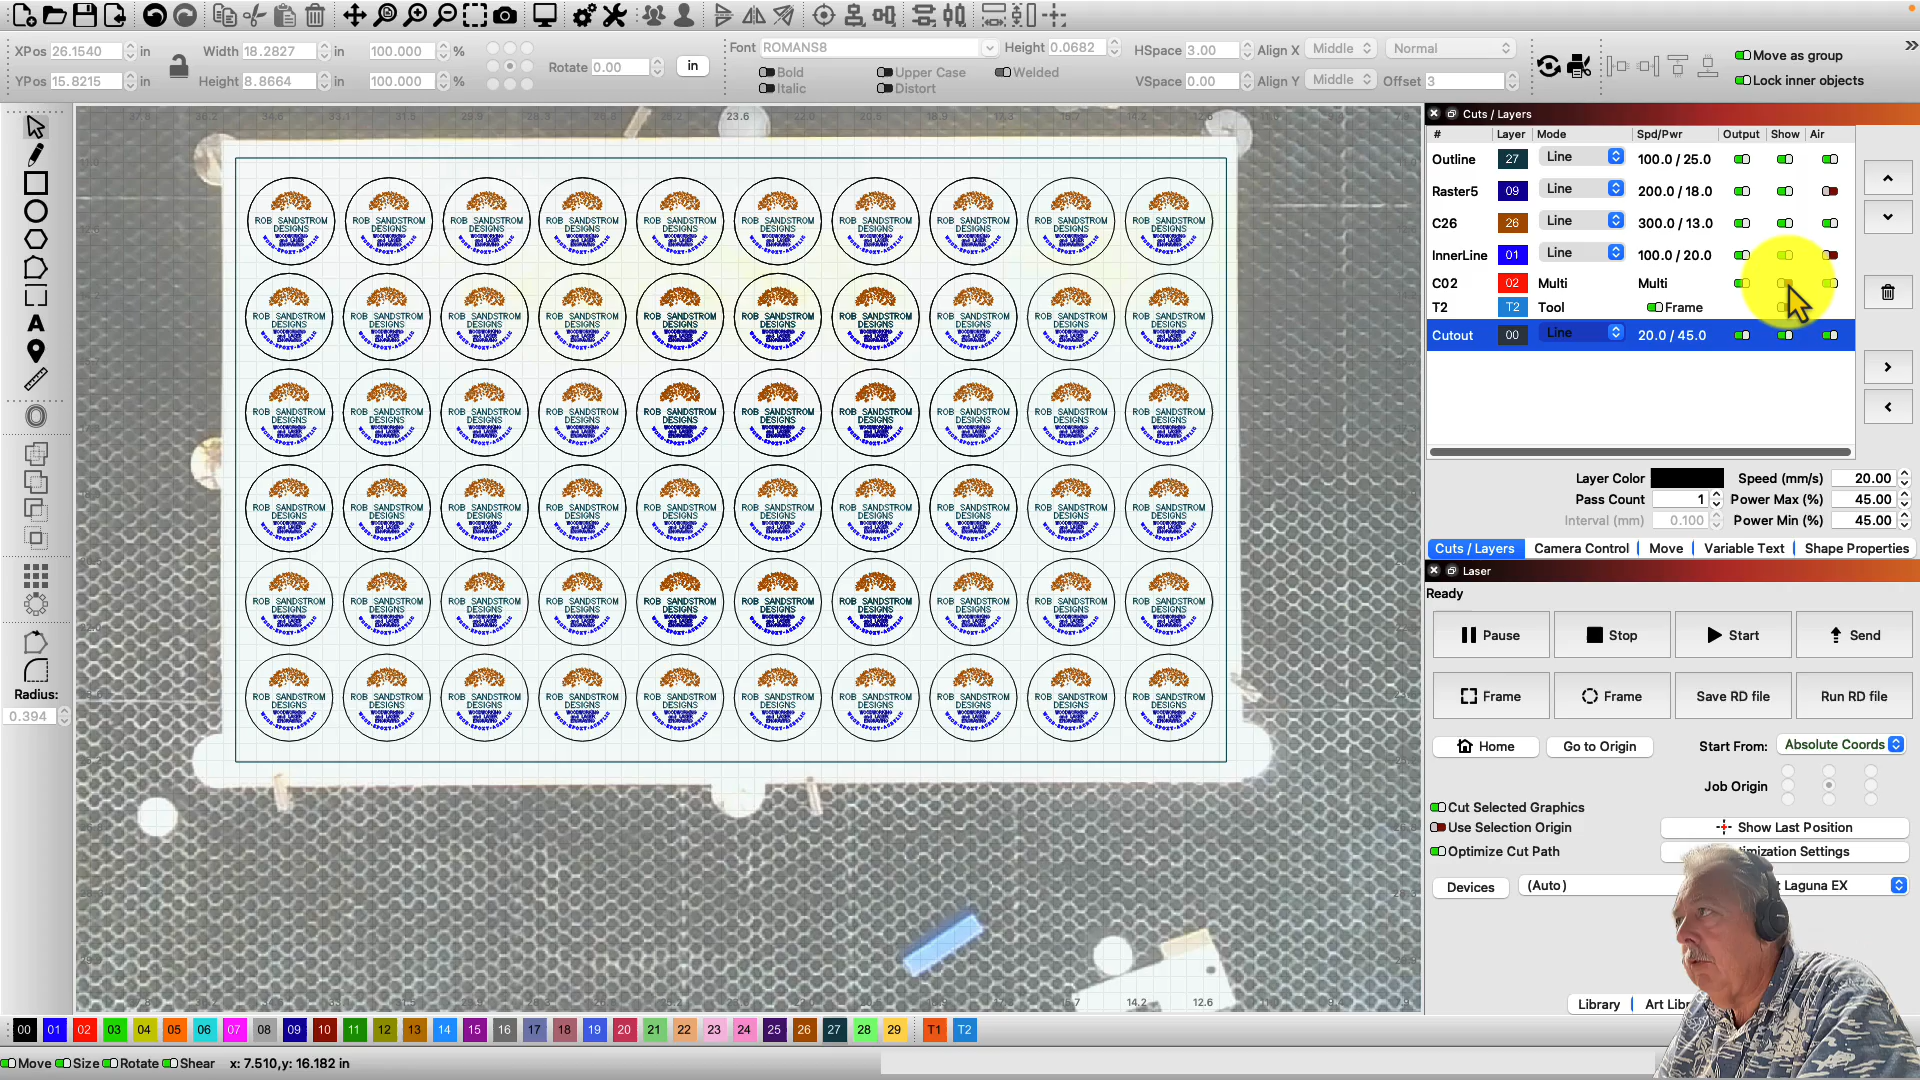 XPos 26.1540 in Width 18.2827 in 100.000 % Rotate 0.00 in
YPos 15.8215 in Height 8.8664 in 100.000 %
Font ROMANS8 Height 0.0682 HSpace 3.00 Align X Middle Normal
Bold Upper Case Welded
Italic Distort VSpace 0.00 Align Y Middle Offset 3
Move as group
Lock inner objects
Cuts / Layers
# Layer Mode Spd/Pwr Output Show Air
Outline 27 Line 100.0 / 25.0
Raster5 09 Line 200.0 / 18.0
C26 26 Line 300.0 / 13.0
InnerLine 01 Line 100.0 / 20.0
C02 02 Multi Multi
T2 T2 Tool Frame
Cutout 00 Line 20.0 / 45.0
Layer Color Speed (mm/s) 20.00
Pass Count 1 Power Max (%) 45.00
Interval (mm) 0.100 Power Min (%) 45.00
Cuts / Layers Camera Control Move Variable Text Shape Properties
Laser
Ready
Pause Stop Start Send
Frame Frame Save RD file Run RD file
Home Go to Origin Start From: Absolute Coords
Job Origin
Cut Selected Graphics
Use Selection Origin Show Last Position
Optimize Cut Path
Settings
Devices (Auto) Laguna EX
Library Art
ROB SANDSTROM
DESIGNS
WOODWORKING
and LASER
ENGRAVING
WOOD-EPOXY-ACRYLIC
Radius:
0.394
00 01 02 03 04 05 06 07 08 09 10 11 12 13 14 15 16 17 18 19 20 21 22 23 24 25 26 27 28 29 T1 T2
Move Size Rotate Shear x: 7.510,y: 16.182 in